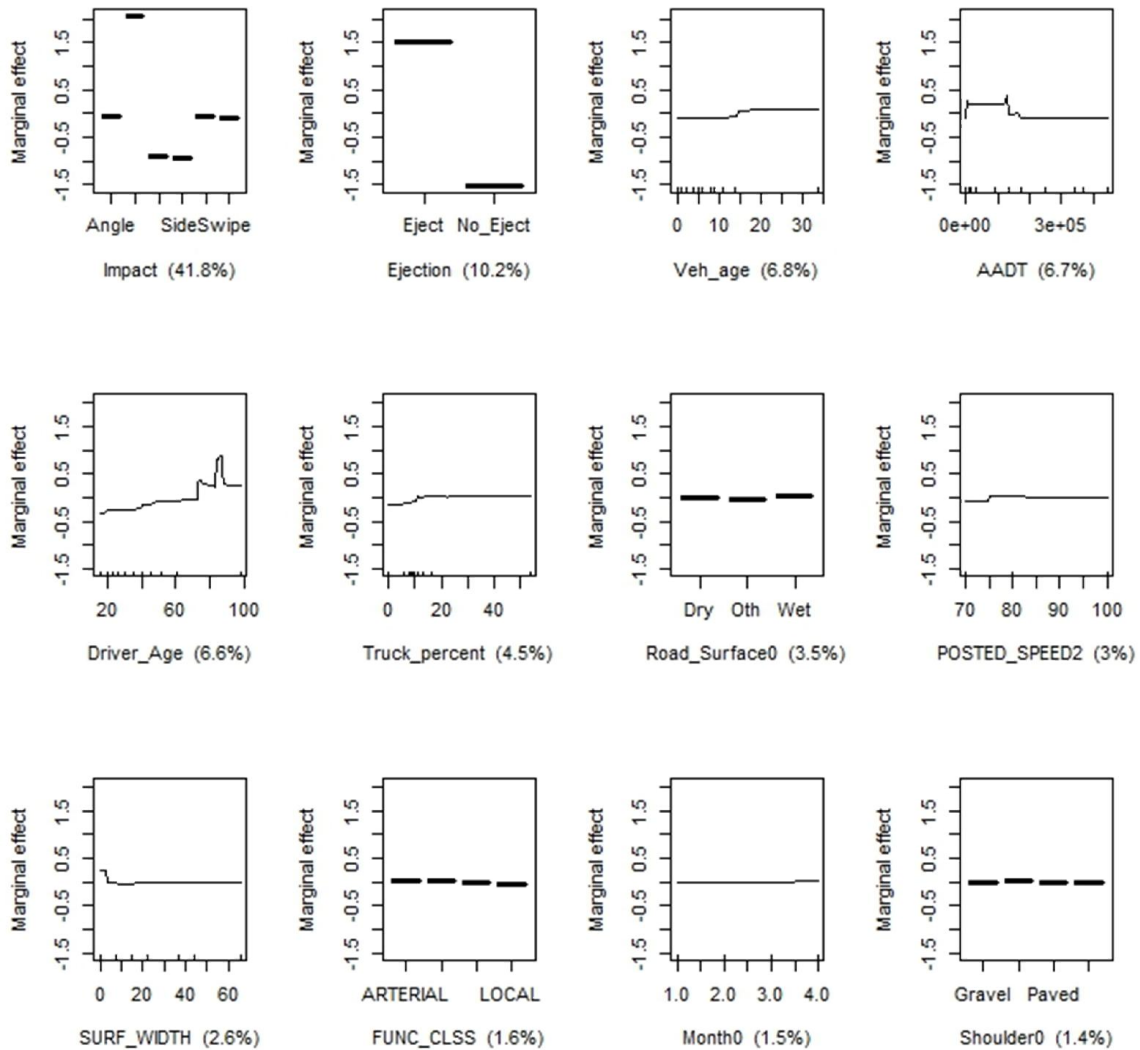 Marginal effect
-1.5 -0.5 0.5 1.5
Angle SideSwipe
Impact (41.8%)
Marginal effect
-1.5 -0.5 0.5 1.5
Eject No_Eject
Ejection (10.2%)
Marginal effect
-1.5 -0.5 0.5 1.5
0 10 20 30
Veh_age (6.8%)
Marginal effect
-1.5 -0.5 0.5 1.5
0e+00 3e+05
AADT (6.7%)
Marginal effect
-1.5 -0.5 0.5 1.5
20 60 100
Driver_Age (6.6%)
Marginal effect
-1.5 -0.5 0.5 1.5
0 20 40
Truck_percent (4.5%)
Marginal effect
-1.5 -0.5 0.5 1.5
Dry Oth Wet
Road_Surface0 (3.5%)
Marginal effect
-1.5 -0.5 0.5 1.5
70 80 90 100
POSTED_SPEED2 (3%)
Marginal effect
-1.5 -0.5 0.5 1.5
0 20 40 60
SURF_WIDTH (2.6%)
Marginal effect
-1.5 -0.5 0.5 1.5
ARTERIAL LOCAL
FUNC_CLSS (1.6%)
Marginal effect
-1.5 -0.5 0.5 1.5
1.0 2.0 3.0 4.0
Month0 (1.5%)
Marginal effect
-1.5 -0.5 0.5 1.5
Gravel Paved
Shoulder0 (1.4%)